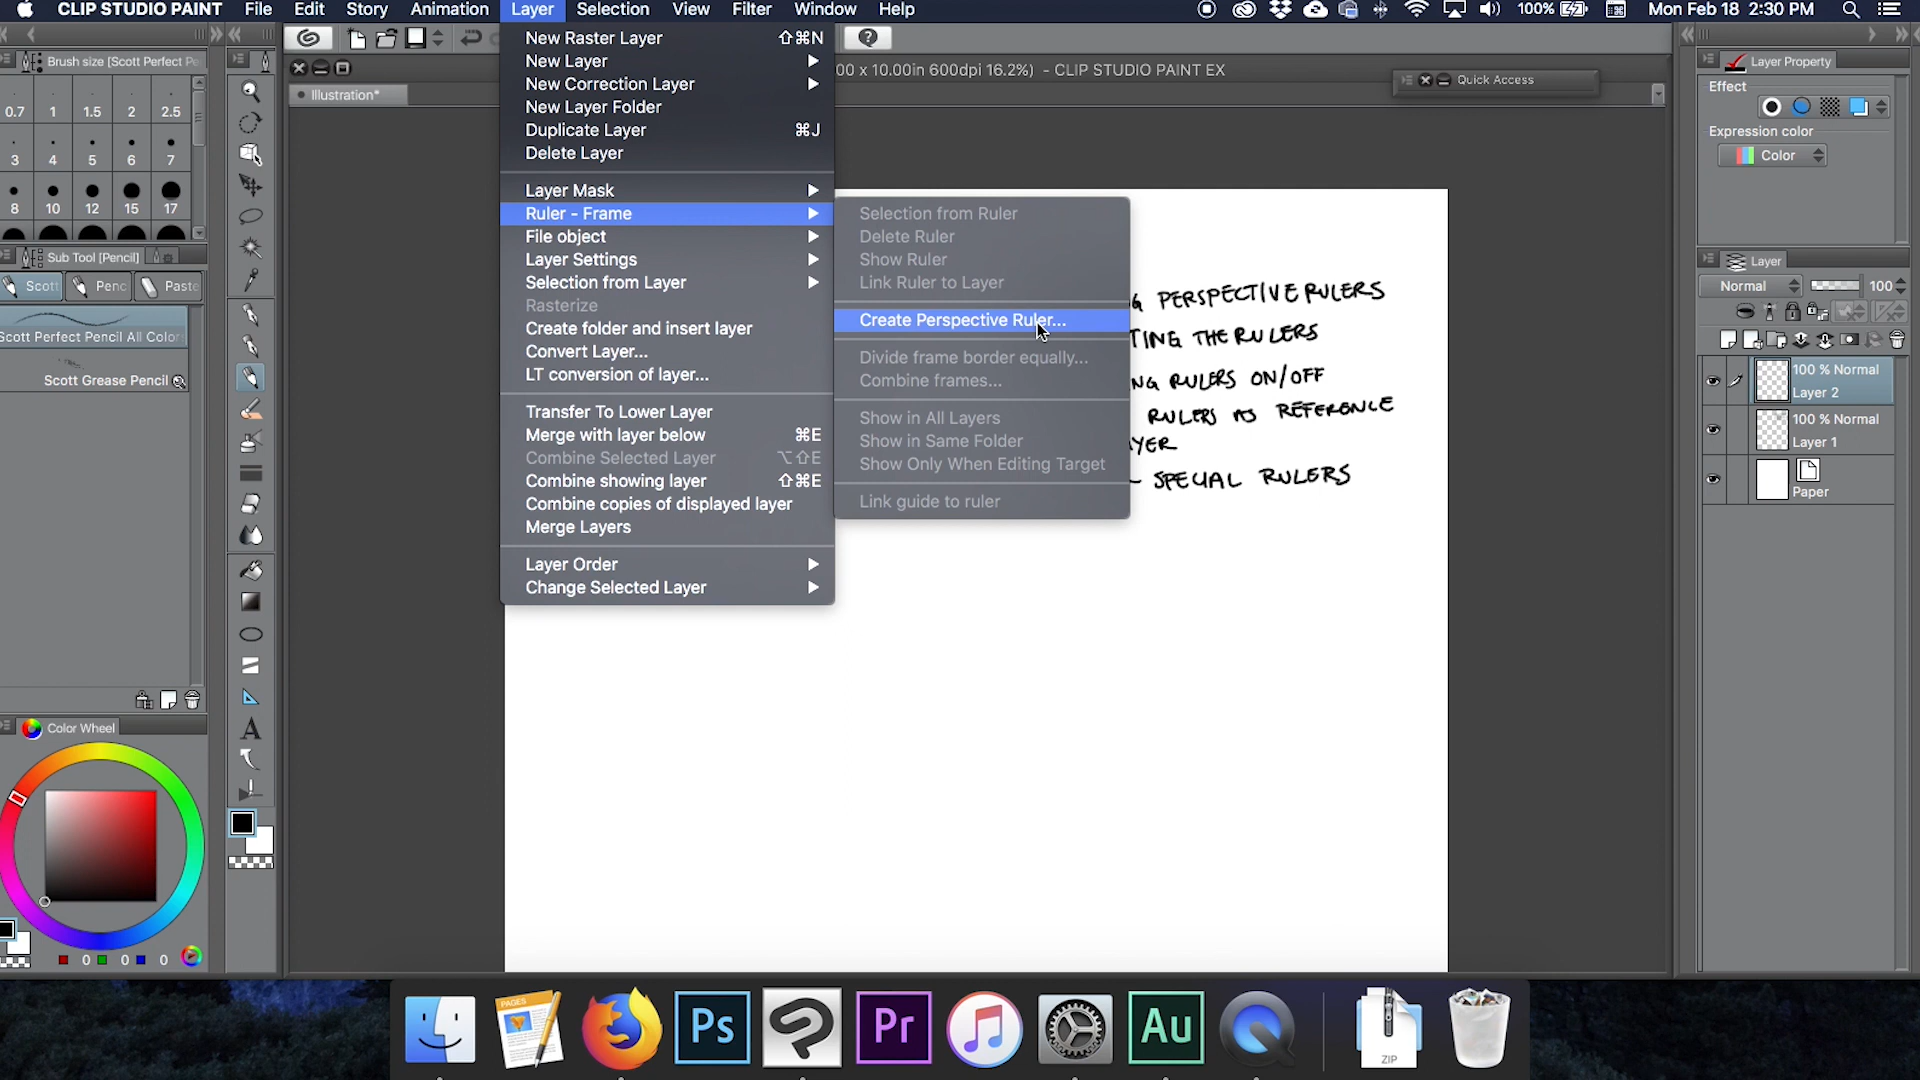 CLIP STUDIO PAINT File Edit Story Animation Layer Selection View Filter Window Help 100% Mon Feb 18 2:30 PM
Brush size [Scott Perfect Pe
0.7 1 1.5 2 2.5
3 4 5 6 7
8 10 12 15 17
Sub Tool [Pencil]
Scott Penc Paste
Scott Perfect Pencil All Color
Scott Grease Pencil
Color Wheel
0 0 0
Illustration*
00 x 10.00in 600dpi 16.2%) - CLIP STUDIO PAINT EX
Quick Access
New Raster Layer ⇧⌘N
New Layer
New Correction Layer
New Layer Folder
Duplicate Layer ⌘J
Delete Layer
Layer Mask
Ruler - Frame
File object
Layer Settings
Selection from Layer
Rasterize
Create folder and insert layer
Convert Layer...
LT conversion of layer...
Transfer To Lower Layer
Merge with layer below ⌘E
Combine Selected Layer ⌥⇧E
Combine showing layer ⇧⌘E
Combine copies of displayed layer
Merge Layers
Layer Order
Change Selected Layer
Selection from Ruler
Delete Ruler
Show Ruler
Link Ruler to Layer
Create Perspective Ruler...
Divide frame border equally...
Combine frames...
Show in All Layers
Show in Same Folder
Show Only When Editing Target
Link guide to ruler
G PERSPECTIVE RULERS
TING THE RULERS
NG RULERS ON/OFF
RULERS AS REFERENCE
YER
- SPECIAL RULERS
Layer Property
Effect
Expression color
Color
Layer
Normal 100
100 % Normal
Layer 2
100 % Normal
Layer 1
Paper
PAGES
Ps Pr Au
ZIP